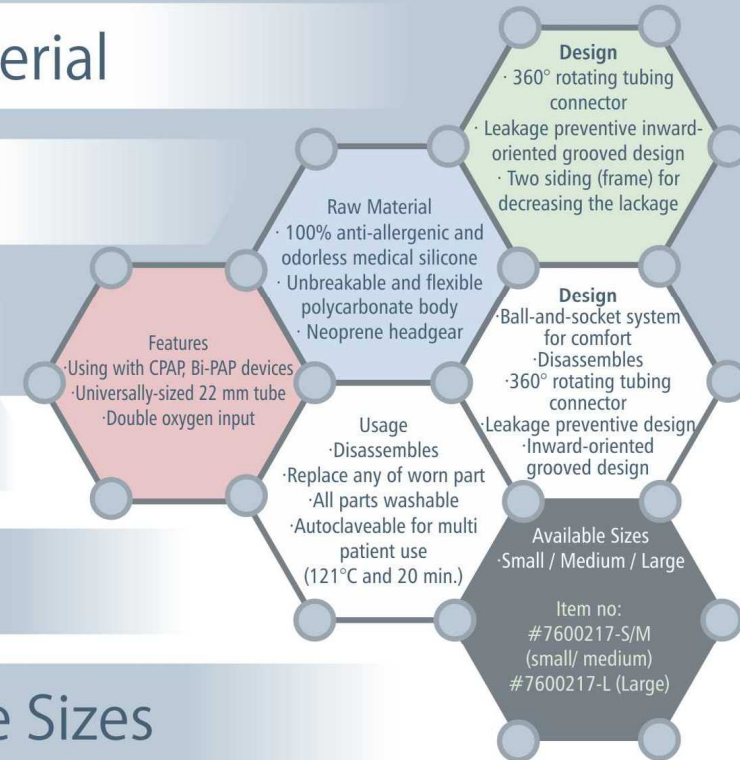 erial
Design
· 360° rotating tubing
connector
· Leakage preventive inward-
oriented grooved design
· Two siding (frame) for
decreasing the lackage
Raw Material
· 100% anti-allergenic and
odorless medical silicone
· Unbreakable and flexible
polycarbonate body
· Neoprene headgear
Features
·Using with CPAP, Bi-PAP devices
·Universally-sized 22 mm tube
·Double oxygen input
Design
·Ball-and-socket system
for comfort
·Disassembles
·360° rotating tubing
connector
·Leakage preventive design
·Inward-oriented
grooved design
Usage
·Disassembles
·Replace any of worn part
·All parts washable
·Autoclaveable for multi
patient use
(121°C and 20 min.)
Available Sizes
·Small / Medium / Large
Item no:
#7600217-S/M
(small/ medium)
#7600217-L (Large)
e Sizes